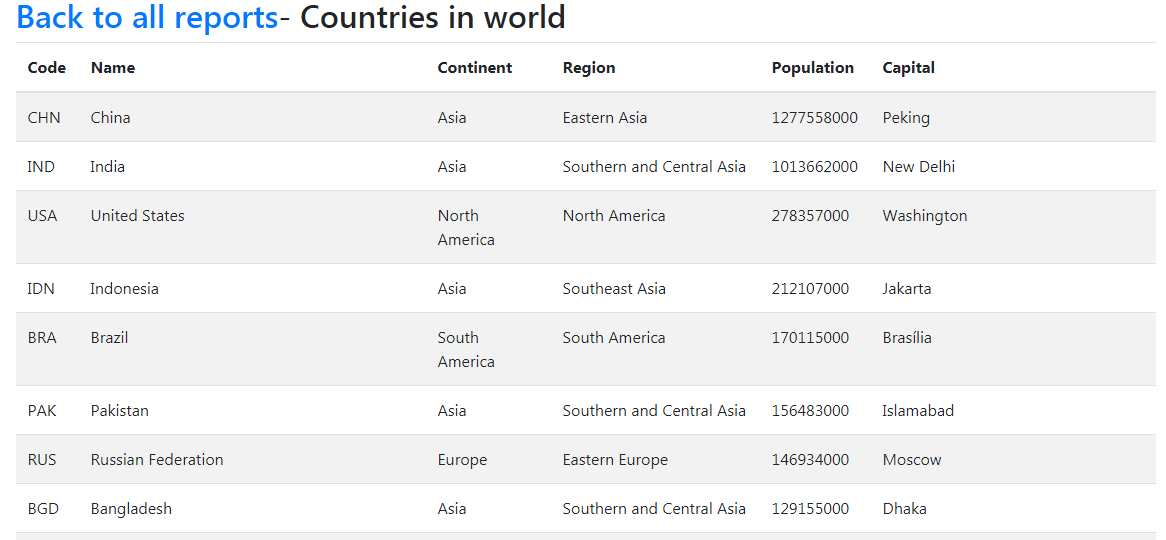 Back to all reports- Countries in world
Code Name Continent Region Population Capital
CHN China Asia Eastern Asia 1277558000 Peking
IND India Asia Southern and Central Asia 1013662000 New Delhi
USA United States North North America 278357000 Washington
America
IDN Indonesia Asia Southeast Asia 212107000 Jakarta
BRA Brazil South South America 170115000 Brasília
America
PAK Pakistan Asia Southern and Central Asia 156483000 Islamabad
RUS Russian Federation Europe Eastern Europe 146934000 Moscow
BGD Bangladesh Asia Southern and Central Asia 129155000 Dhaka